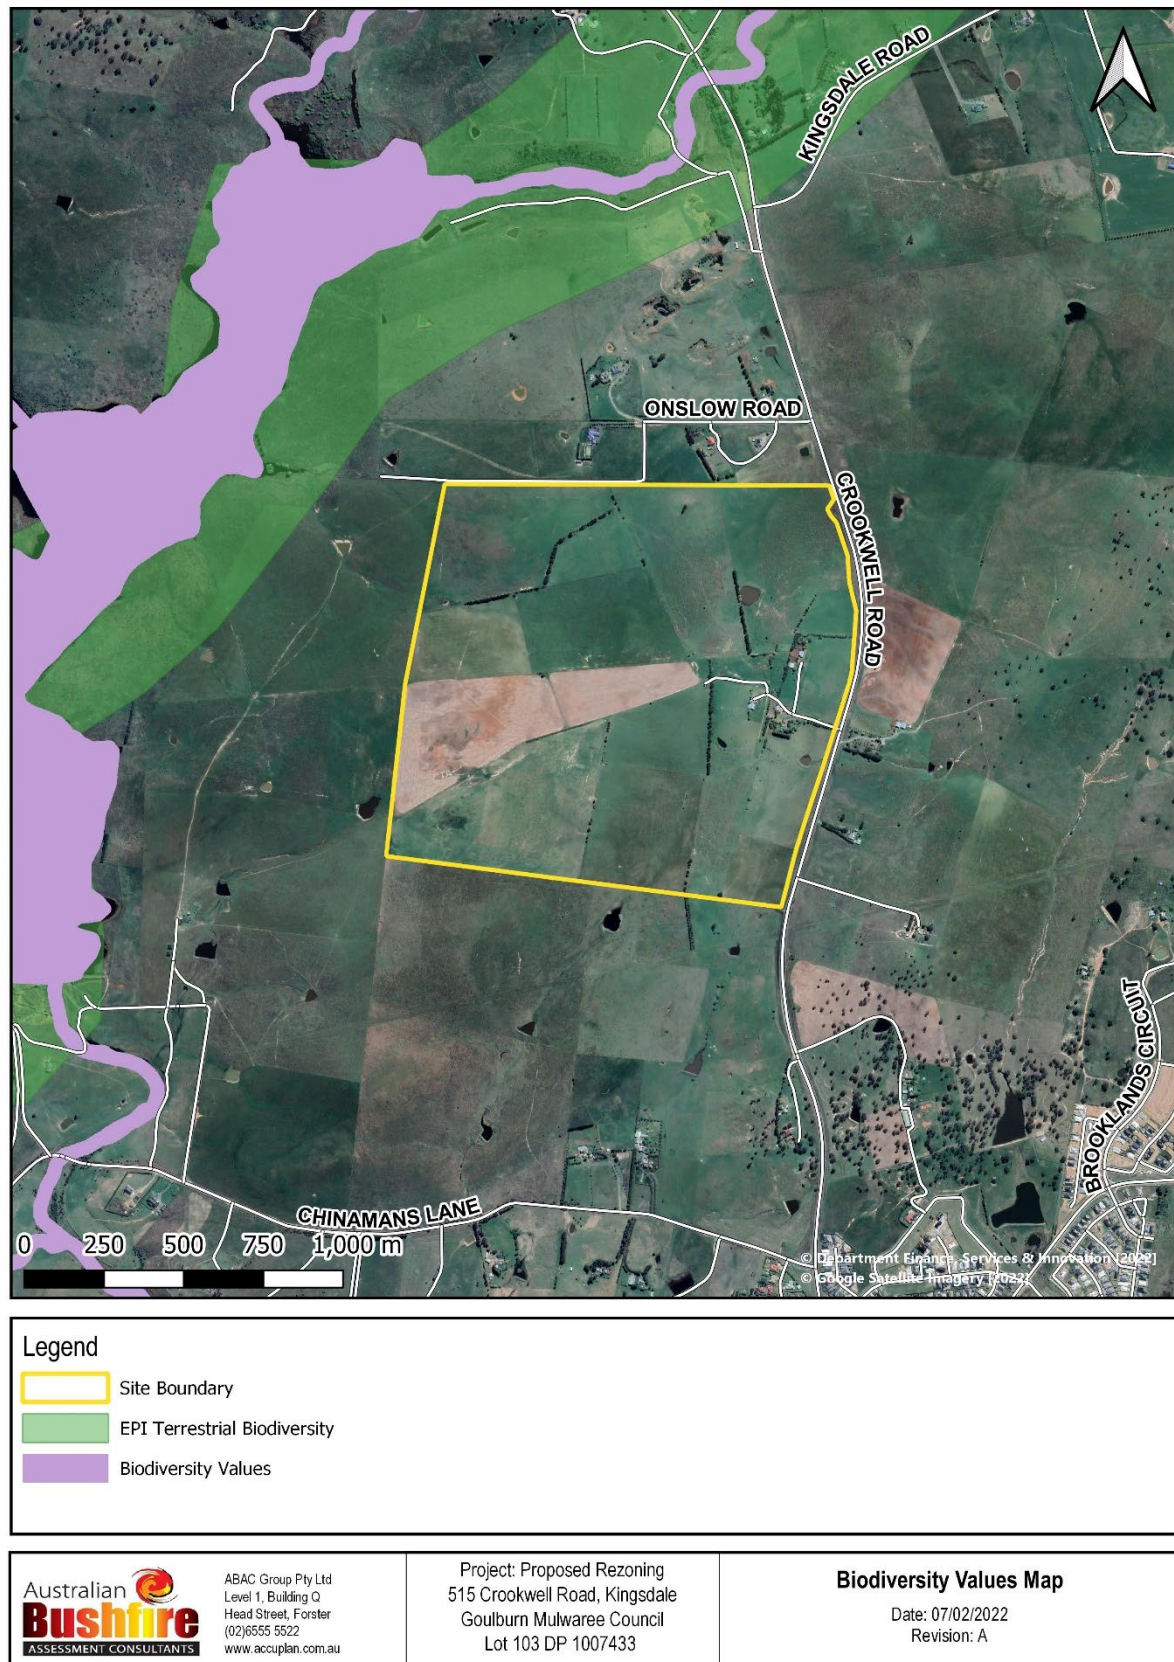 KINGSDALE ROAD
ONSLOW ROAD
CROOKWELL ROAD
BROOKLANDS CIRCUIT
CHINAMANS LANE
0 250 500 750 1,000 m
© Department Finance, Services & Innovation [2022]
© Google Satellite Imagery [2022]
Legend
Site Boundary
EPI Terrestrial Biodiversity
Biodiversity Values
Australian
Bushfire
ASSESSMENT CONSULTANTS
ABAC Group Pty Ltd
Level 1, Building Q
Head Street, Forster
(02)6555 5522
www.accuplan.com.au
Project: Proposed Rezoning
515 Crookwell Road, Kingsdale
Goulburn Mulwaree Council
Lot 103 DP 1007433
Biodiversity Values Map
Date: 07/02/2022
Revision: A